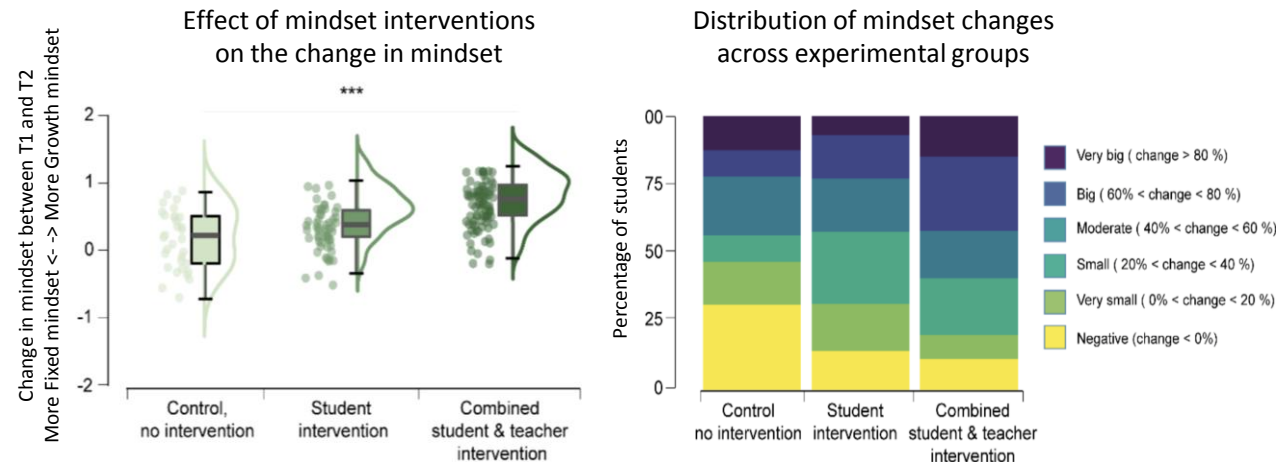 Effect of mindset interventions
on the change in mindset
Change in mindset between T1 and T2
More Fixed mindset <- -> More Growth mindset
***
2
1
0
-1
-2
Control,
no intervention
Student
intervention
Combined
student & teacher
intervention
Distribution of mindset changes
across experimental groups
Percentage of students
00
75
50
25
0
Control
no intervention
Student
intervention
Combined
student & teacher
intervention
Very big ( change > 80 %)
Big ( 60% < change < 80 %)
Moderate ( 40% < change < 60 %)
Small ( 20% < change < 40 %)
Very small ( 0% < change < 20 %)
Negative (change < 0%)